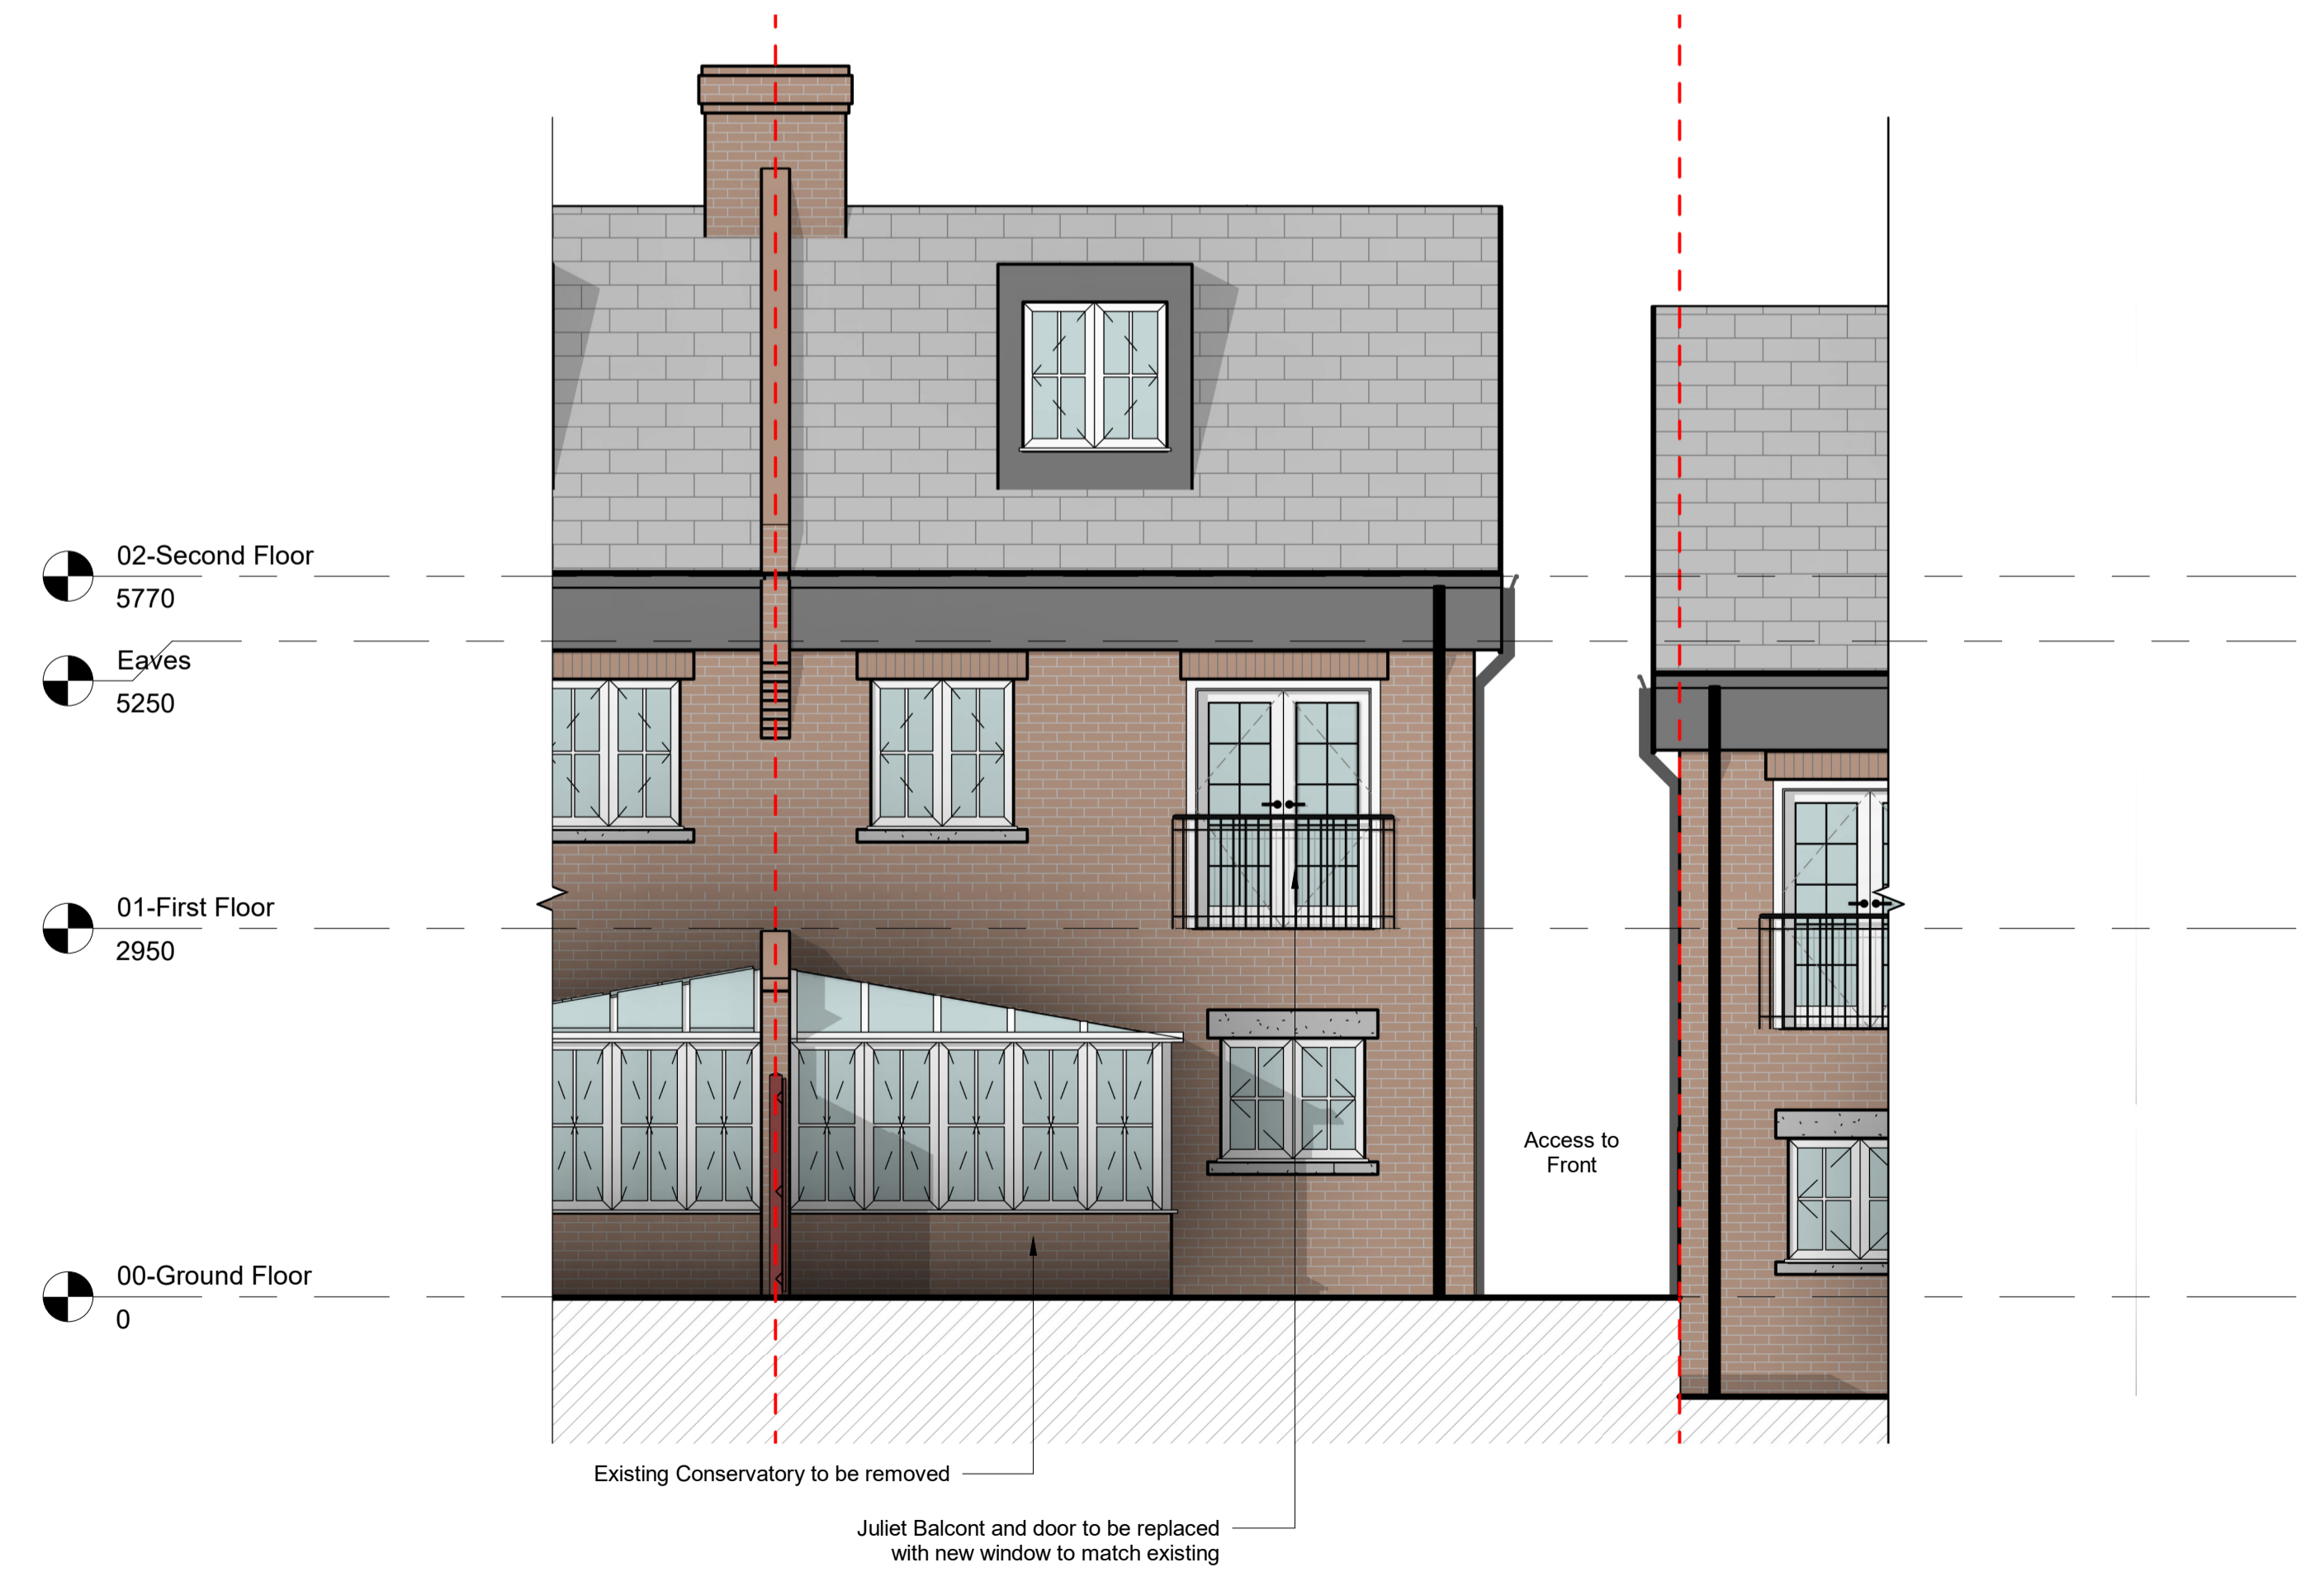 02-Second Floor
5770
Eaves
5250
01-First Floor
2950
Access to
Front
00-Ground Floor
0
Existing Conservatory to be removed
Juliet Balcont and door to be replaced
with new window to match existing